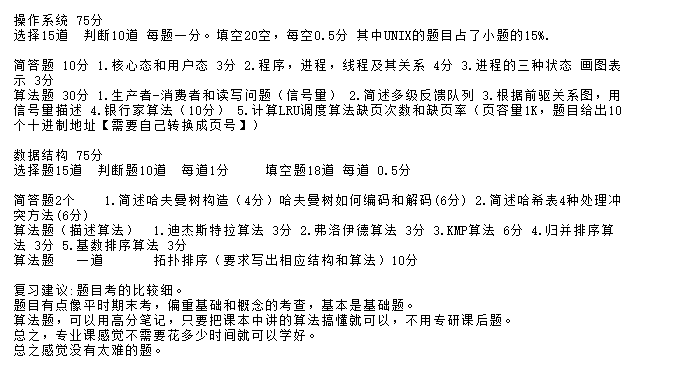 操作系统 75分
选择15道 判断10道 每题一分。填空20空，每空0.5分 其中UNIX的题目占了小题的15%.
简答题 10分 1.核心态和用户态 3分 2.程序，进程，线程及其关系 4分 3.进程的三种状态 画图表
示 3分
算法题 30分 1.生产者-消费者和读写问题（信号量） 2.简述多级反馈队列 3.根据前驱关系图，用
信号量描述 4.银行家算法（10分） 5.计算LRU调度算法缺页次数和缺页率（页容量1K，题目给出10
个十进制地址【需要自己转换成页号】）
数据结构 75分
选择题15道 判断题10道 每道1分 填空题18道 每道 0.5分
简答题2个 1.简述哈夫曼树构造（4分）哈夫曼树如何编码和解码(6分) 2.简述哈希表4种处理冲
突方法(6分)
算法题（描述算法） 1.迪杰斯特拉算法 3分 2.弗洛伊德算法 3分 3.KMP算法 6分 4.归并排序算
法 3分 5.基数排序算法 3分
算法题 一道 拓扑排序（要求写出相应结构和算法）10分
复习建议:题目考的比较细。
题目有点像平时期末考，偏重基础和概念的考查，基本是基础题。
算法题，可以用高分笔记，只要把课本中讲的算法搞懂就可以，不用专研课后题。
总之，专业课感觉不需要花多少时间就可以学好。
总之感觉没有太难的题。